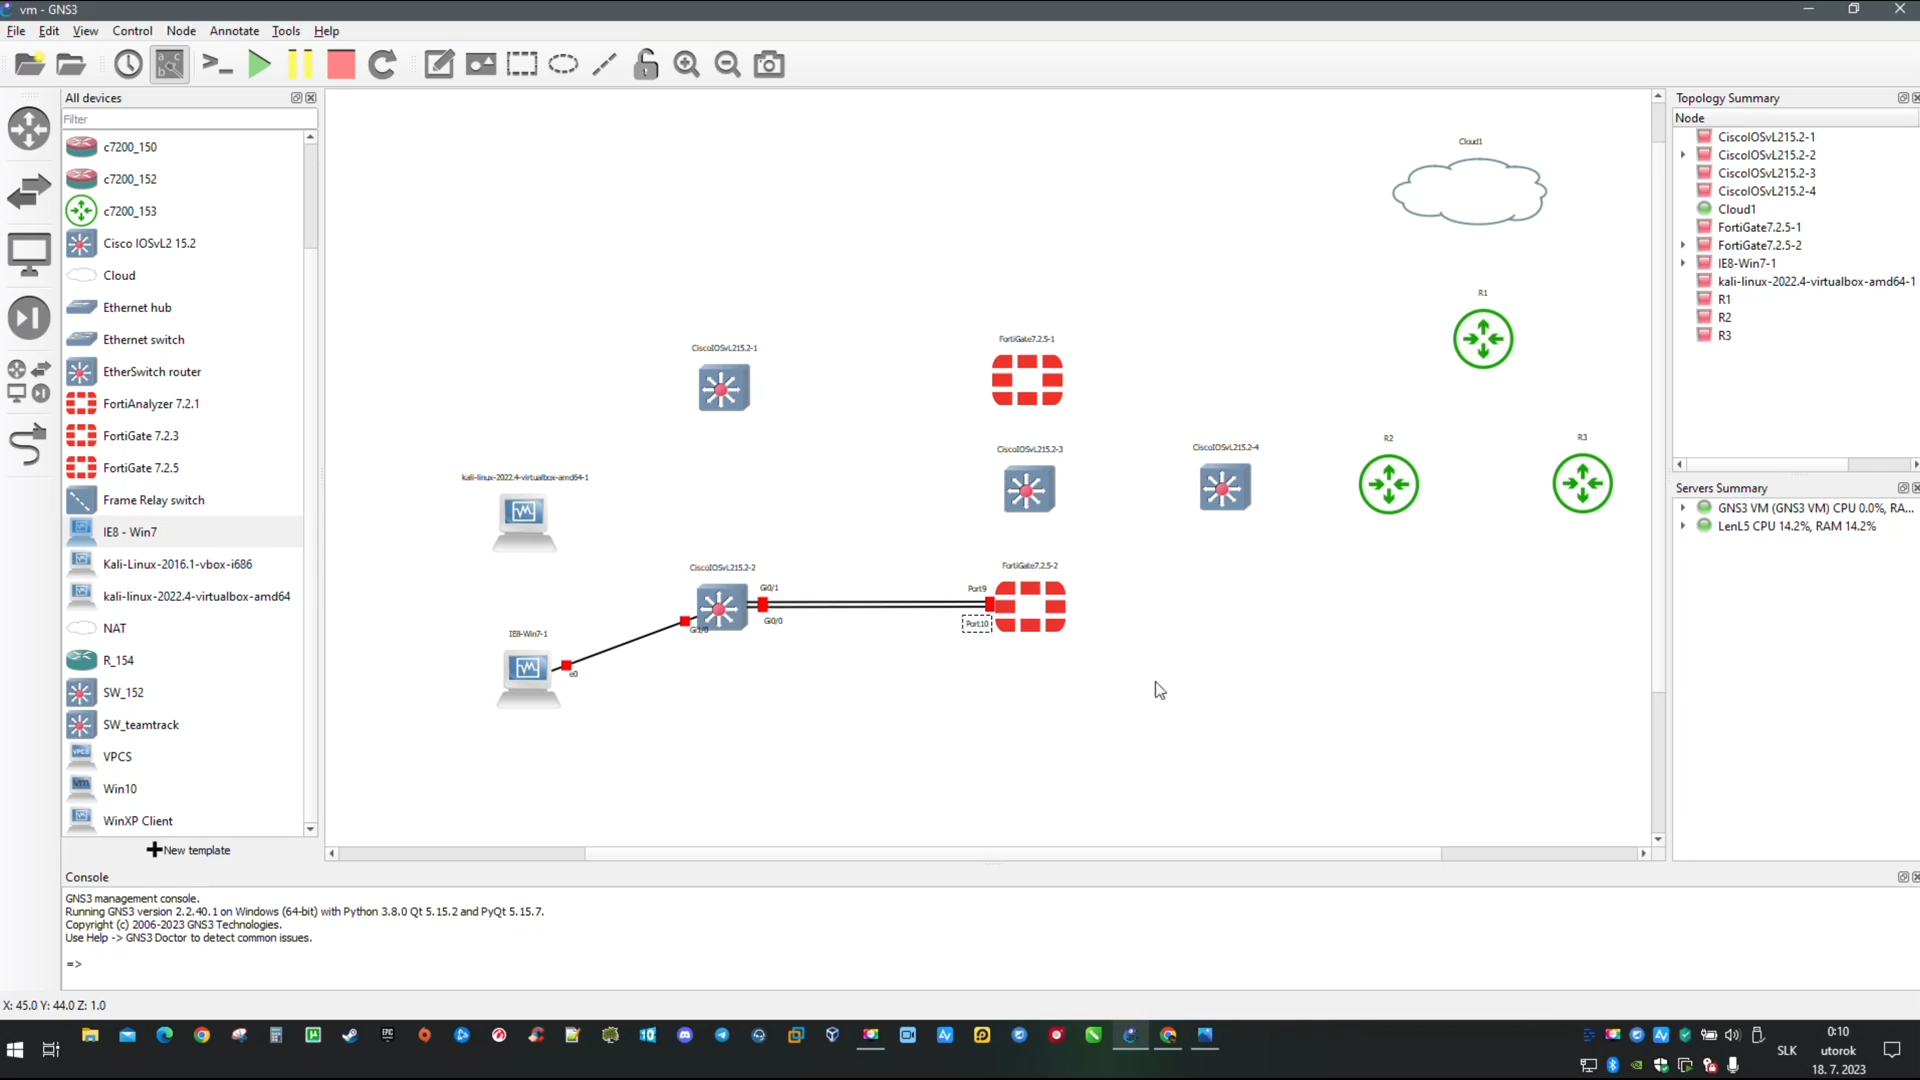 vm - GNS3
File Edit View Control Node Annotate Tools Help
All devices
Filter
c7200_150
c7200_152
c7200_153
Cisco IOSvL2 15.2
Cloud
Ethernet hub
Ethernet switch
EtherSwitch router
FortiAnalyzer 7.2.1
FortiGate 7.2.3
FortiGate 7.2.5
Frame Relay switch
IE8 - Win7
Kali-Linux-2016.1-vbox-i686
kali-linux-2022.4-virtualbox-amd64
NAT
R_154
SW_152
SW_teamtrack
VPCS
Win10
WinXP Client
New template
Cloud1
R1
CiscoIOSvL215.2-1
FortiGate7.2.5-1
CiscoIOSvL215.2-3
CiscoIOSvL215.2-4
R2
R3
kali-linux-2022.4-virtualbox-amd64-1
CiscoIOSvL215.2-2
FortiGate7.2.5-2
Gi0/1
Port9
Gi0/0
Port10
IE8-Win7-1
e0
Topology Summary
Node
CiscoIOSvL215.2-1
CiscoIOSvL215.2-2
CiscoIOSvL215.2-3
CiscoIOSvL215.2-4
Cloud1
FortiGate7.2.5-1
FortiGate7.2.5-2
IE8-Win7-1
kali-linux-2022.4-virtualbox-amd64-1
R1
R2
R3
Servers Summary
GNS3 VM (GNS3 VM) CPU 0.0%, RA...
LenL5 CPU 14.2%, RAM 14.2%
Console
GNS3 management console.
Running GNS3 version 2.2.40.1 on Windows (64-bit) with Python 3.8.0 Qt 5.15.2 and PyQt 5.15.7.
Copyright (c) 2006-2023 GNS3 Technologies.
Use Help -> GNS3 Doctor to detect common issues.
=>
X: 45.0 Y: 44.0 Z: 1.0
SLK
0:10
utorok
18. 7. 2023